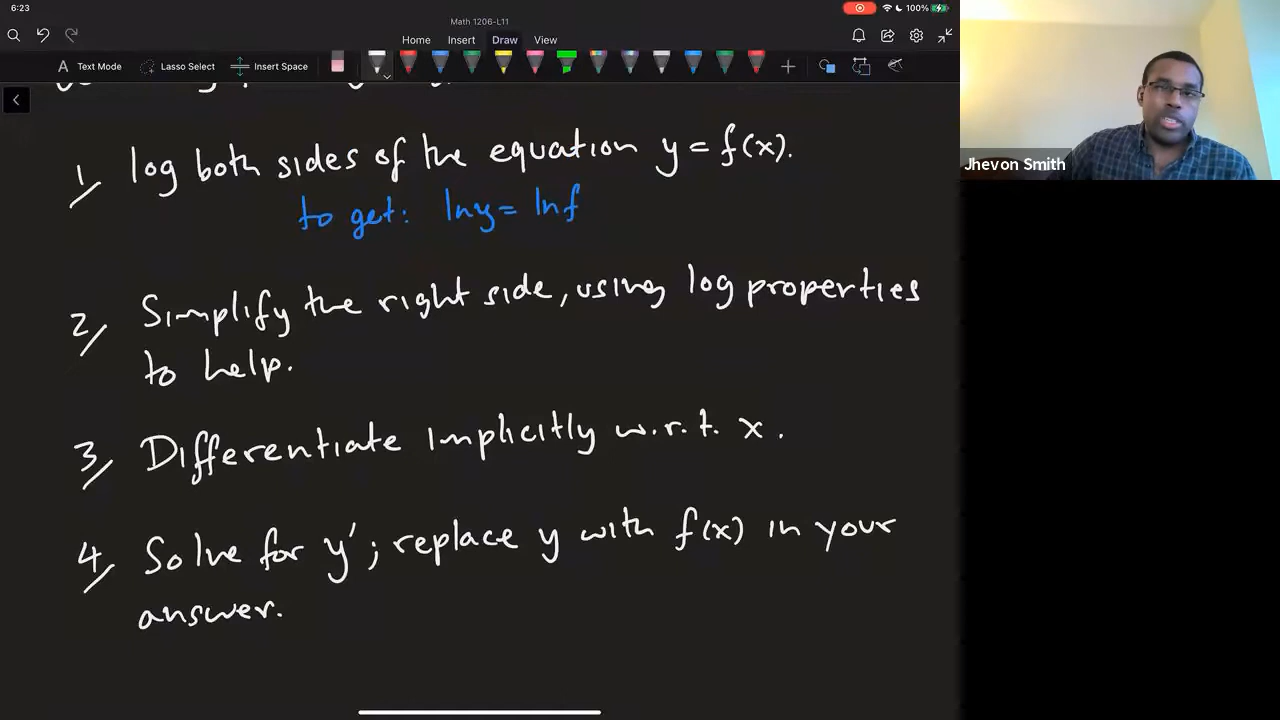 6:23
100%
Math 1206-L11
Home Insert Draw View
Text Mode Lasso Select Insert Space
1, log both sides of the equation y = f(x).
to get: ln y = ln f
2, Simplify the right side, using log properties
to help.
3, Differentiate implicitly w.r.t. x.
4, Solve for y'; replace y with f(x) in your
answer.
Jhevon Smith